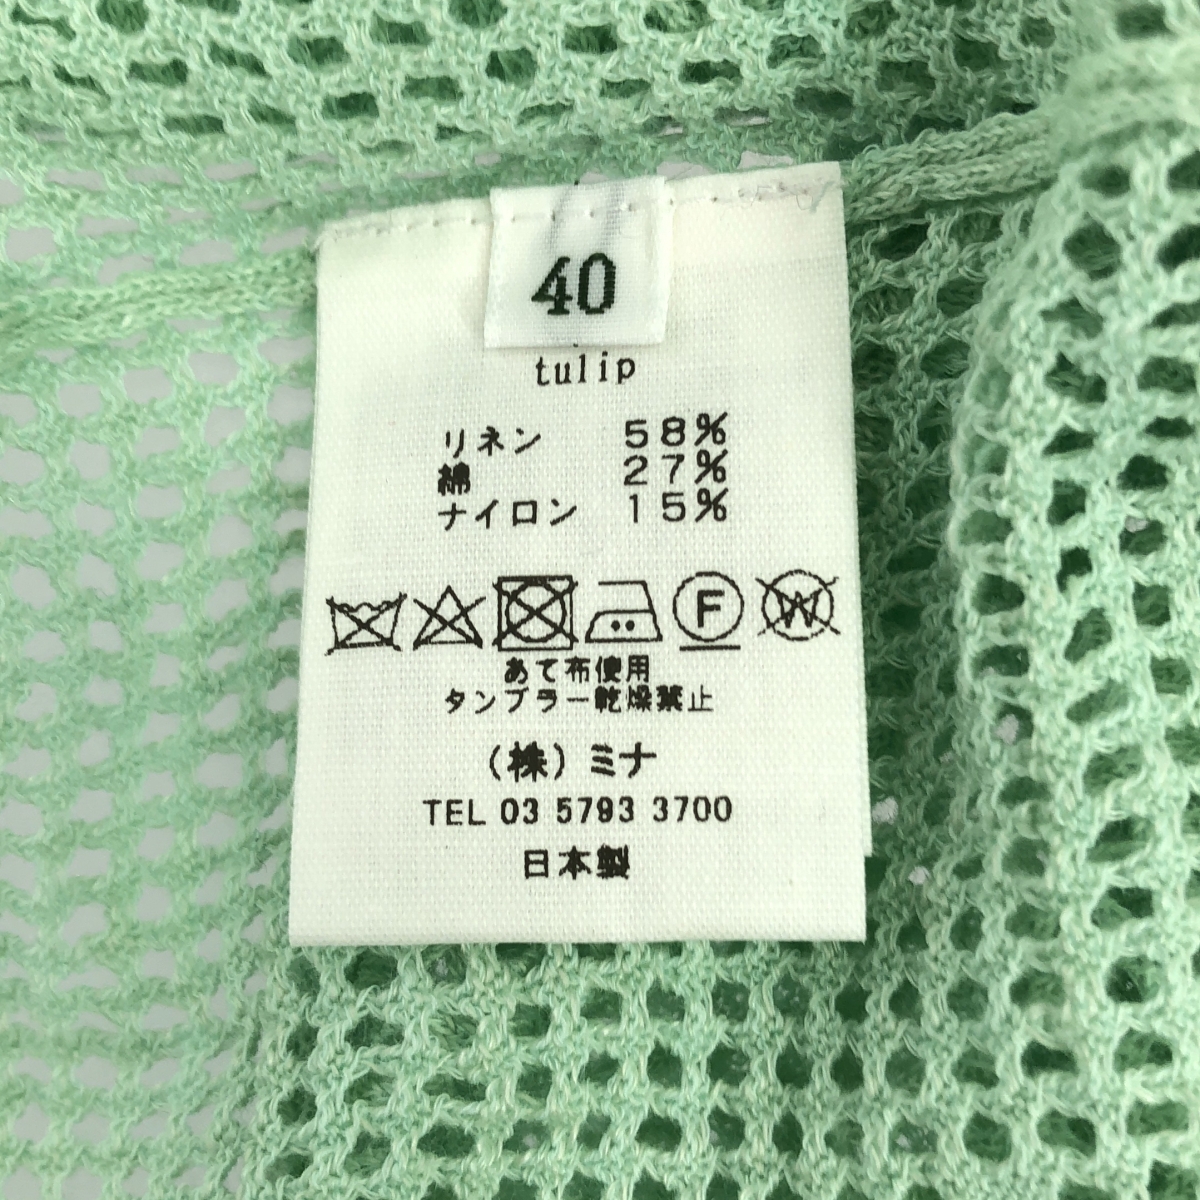 40
tulip
リネン 58%
綿 27%
ナイロン 15%
F W
あて布使用
タンブラー乾燥禁止
(株)ミナ
TEL 03 5793 3700
日本製